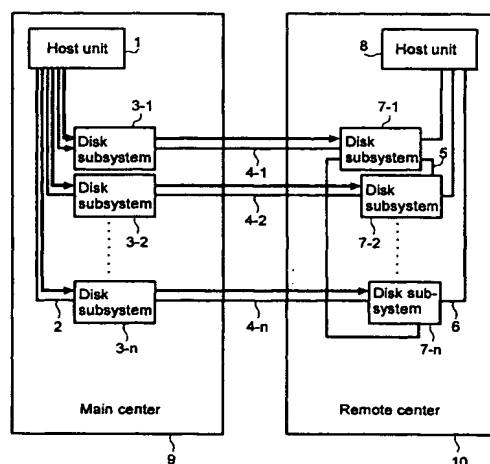 1
Host unit
8
Host unit
3-1
Disk
subsystem
7-1
Disk
subsystem
5
4-1
Disk
subsystem
3-2
4-2
Disk
subsystem
7-2
Disk
subsystem
2
3-n
4-n
Disk sub-
system
6
7-n
Main center
Remote center
9
10